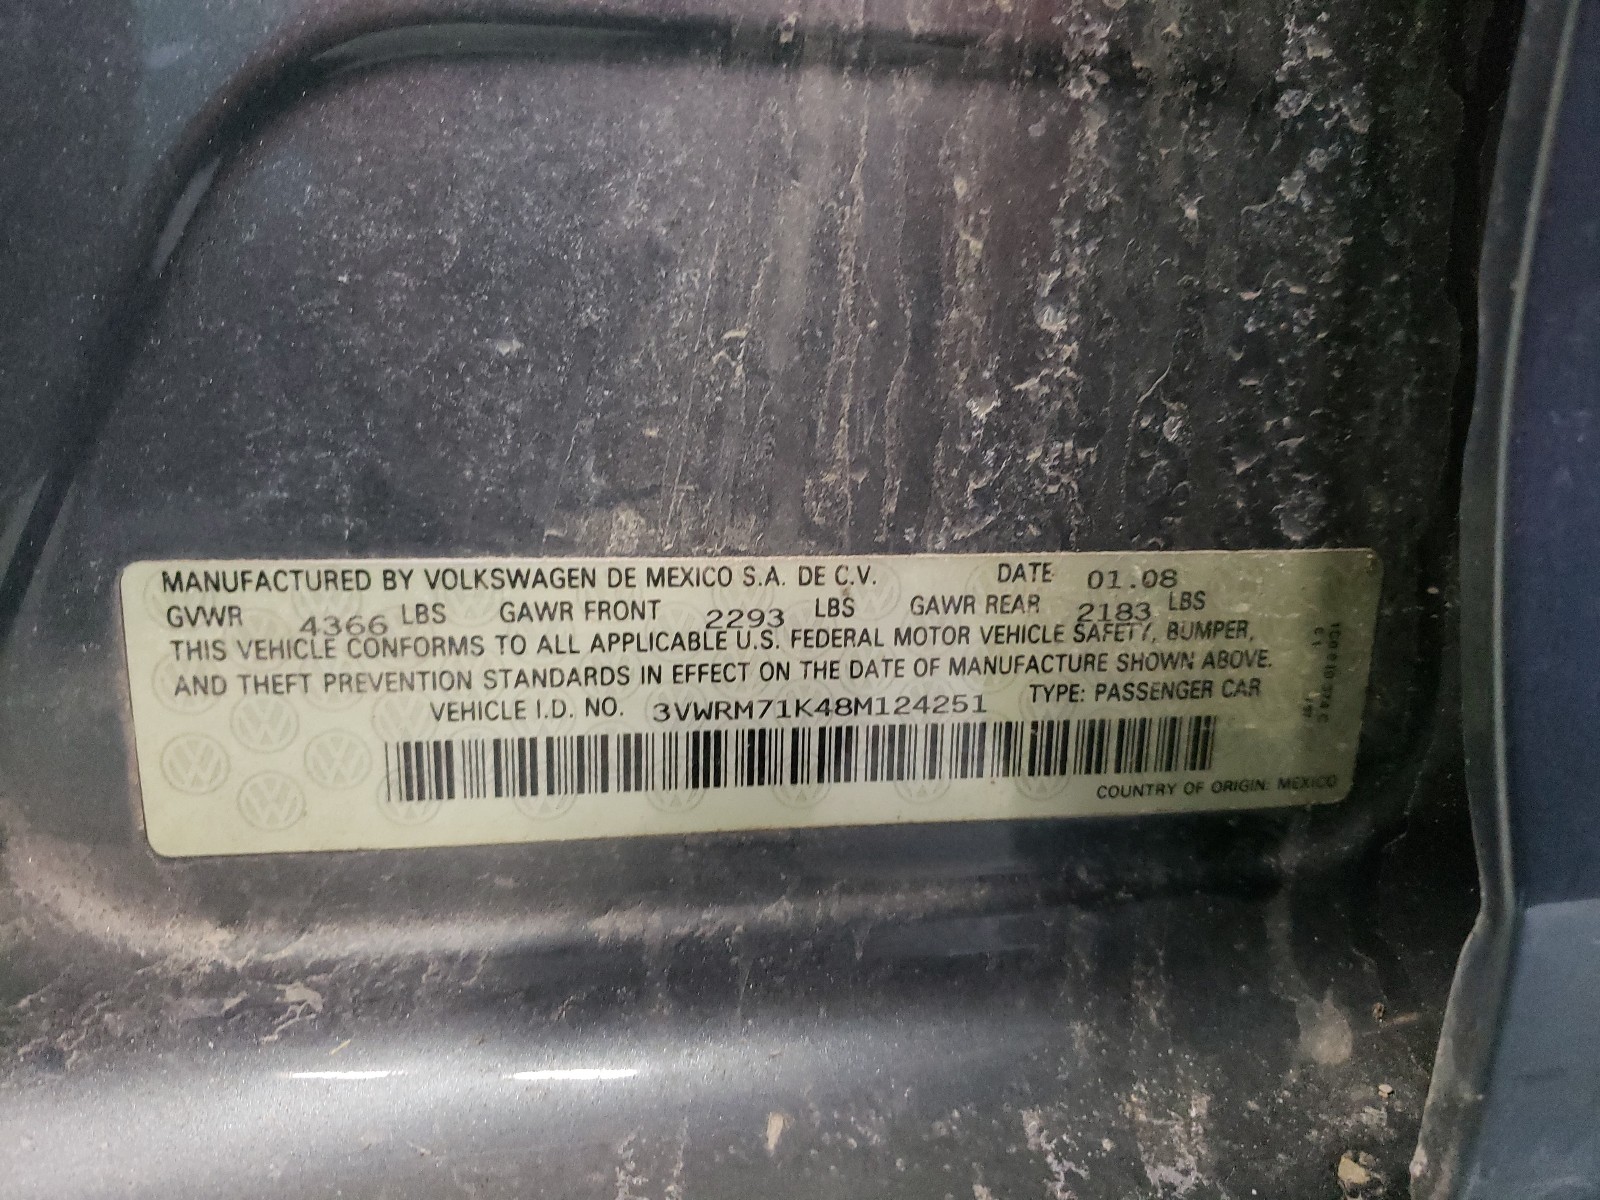 MANUFACTURED BY VOLKSWAGEN DE MEXICO S.A. DE C.V. DATE 01.08
GVWR 4366 LBS GAWR FRONT 2293 LBS GAWR REAR 2183 LBS
THIS VEHICLE CONFORMS TO ALL APPLICABLE U.S. FEDERAL MOTOR VEHICLE SAFETY, BUMPER,
AND THEFT PREVENTION STANDARDS IN EFFECT ON THE DATE OF MANUFACTURE SHOWN ABOVE.
VEHICLE I.D. NO. 3VWRM71K48M124251 TYPE: PASSENGER CAR
COUNTRY OF ORIGIN: MEXICO